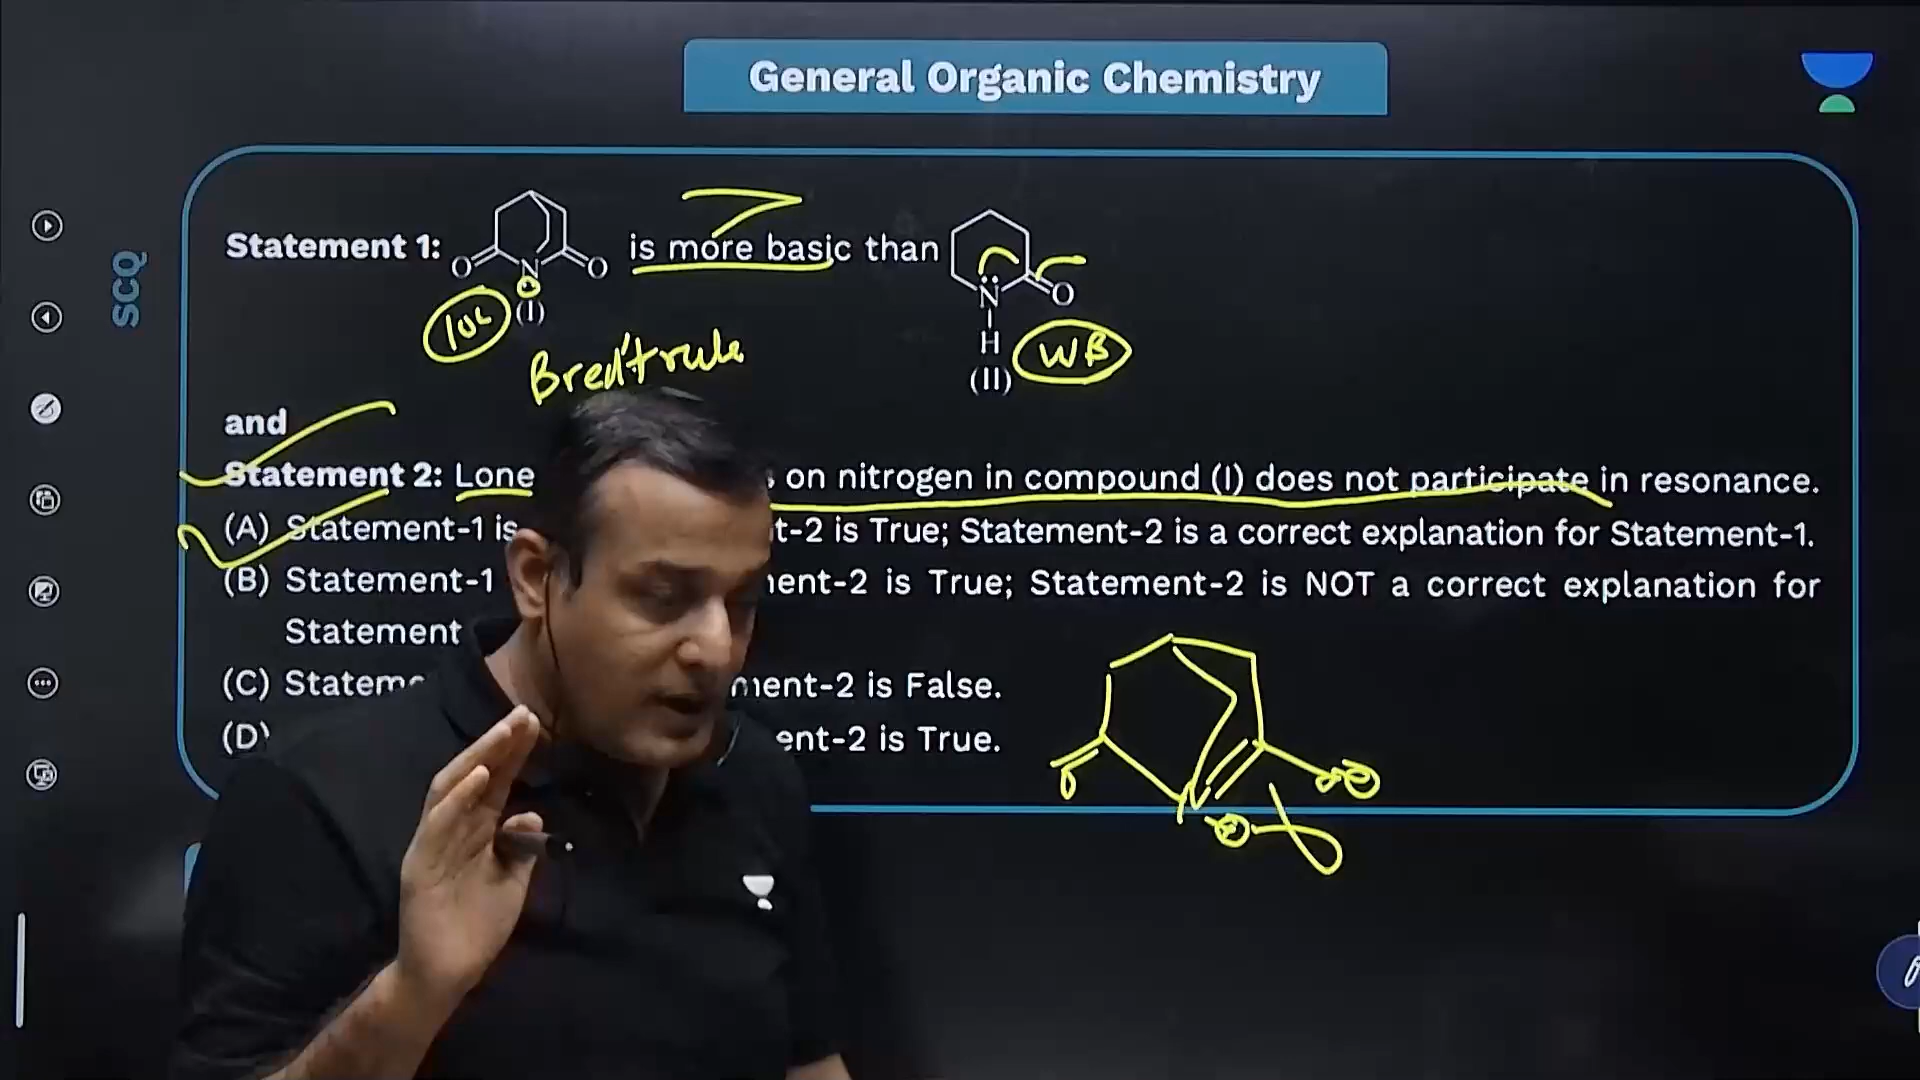 General Organic Chemistry
SCQ
Statement 1:
is more basic than
O
N
O
N
O
(I)
H
WB
(II)
Bred't rule
and
Statement 2: Lone on nitrogen in compound (I) does not participate in resonance.
(A) Statement-1 is t-2 is True; Statement-2 is a correct explanation for Statement-1.
(B) Statement-1 ent-2 is True; Statement-2 is NOT a correct explanation for
Statement
(C) Statem ment-2 is False.
(D) ent-2 is True.
O
N